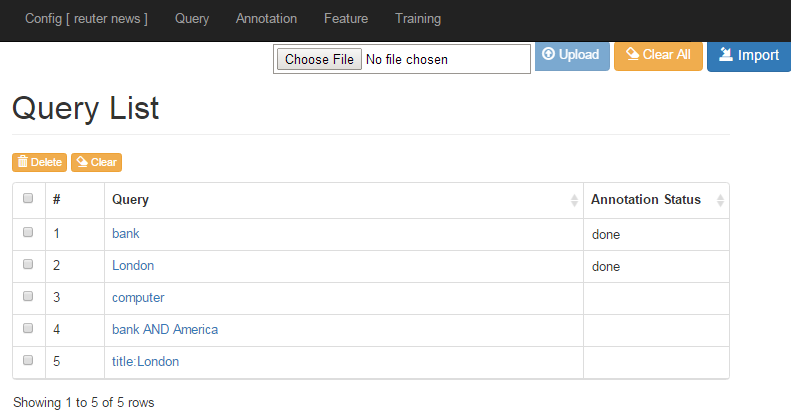 Config [ reuter news ] Query Annotation Feature Training
Choose File No file chosen Upload Clear All Import
Query List
Delete Clear
# Query Annotation Status
1 bank done
2 London done
3 computer
4 bank AND America
5 title:London
Showing 1 to 5 of 5 rows